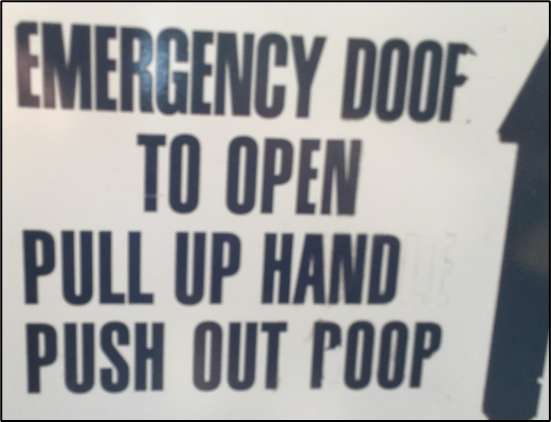 EMERGENCY DOOF
TO OPEN
PULL UP HAND
PUSH OUT POOP